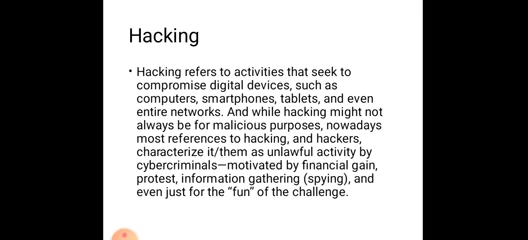 Hacking
• Hacking refers to activities that seek to
compromise digital devices, such as
computers, smartphones, tablets, and even
entire networks. And while hacking might not
always be for malicious purposes, nowadays
most references to hacking, and hackers,
characterize it/them as unlawful activity by
cybercriminals—motivated by financial gain,
protest, information gathering (spying), and
even just for the “fun” of the challenge.